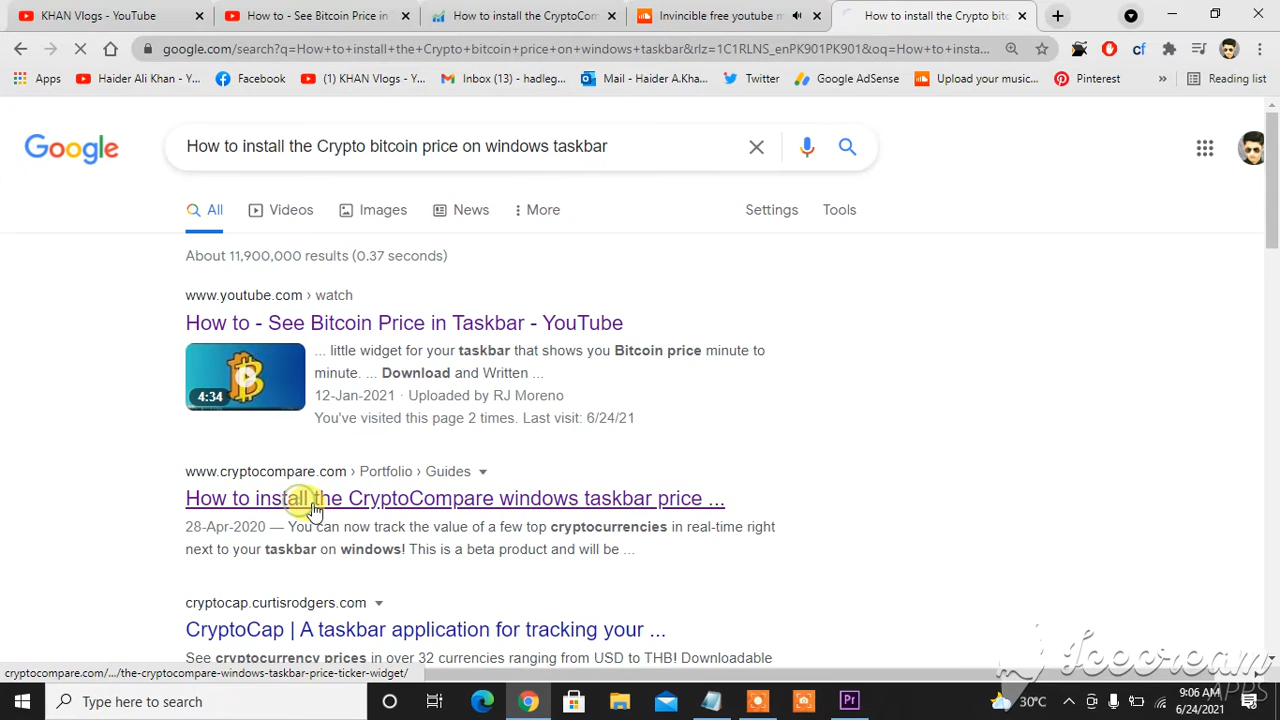 KHAN Vlogs - YouTube
How to - See Bitcoin Price in T
How to install the CryptoCom
Invincible free youtube m
How to install the Crypto bit
google.com/search?q=How+to+install+the+Crypto+bitcoin+price+on+windows+taskbar&rlz=1C1RLNS_enPK901PK901&oq=How+to+insta...
Apps
Haider Ali Khan - Y...
Facebook
(1) KHAN Vlogs - Y...
Inbox (13) - hadleg...
Mail - Haider A.Kha...
Twitter
Google AdSense
Upload your music...
Pinterest
»
Reading list
Google
How to install the Crypto bitcoin price on windows taskbar
All
Videos
Images
News
More
Settings
Tools
About 11,900,000 results (0.37 seconds)
www.youtube.com › watch
How to - See Bitcoin Price in Taskbar - YouTube
... little widget for your taskbar that shows you Bitcoin price minute to
minute. ... Download and Written ...
4:34
12-Jan-2021 · Uploaded by RJ Moreno
You've visited this page 2 times. Last visit: 6/24/21
www.cryptocompare.com › Portfolio › Guides
How to install the CryptoCompare windows taskbar price ...
28-Apr-2020 — You can now track the value of a few top cryptocurrencies in real-time right
next to your taskbar on windows! This is a beta product and will be ...
cryptocap.curtisrodgers.com
CryptoCap | A taskbar application for tracking your ...
See cryptocurrency prices in over 32 currencies ranging from USD to THB! Downloadable
cryptocompare.com/.../the-cryptocompare-windows-taskbar-price-ticker-widget/
Icecream
APPS
Type here to search
Pr
30°C
9:06 AM
6/24/2021